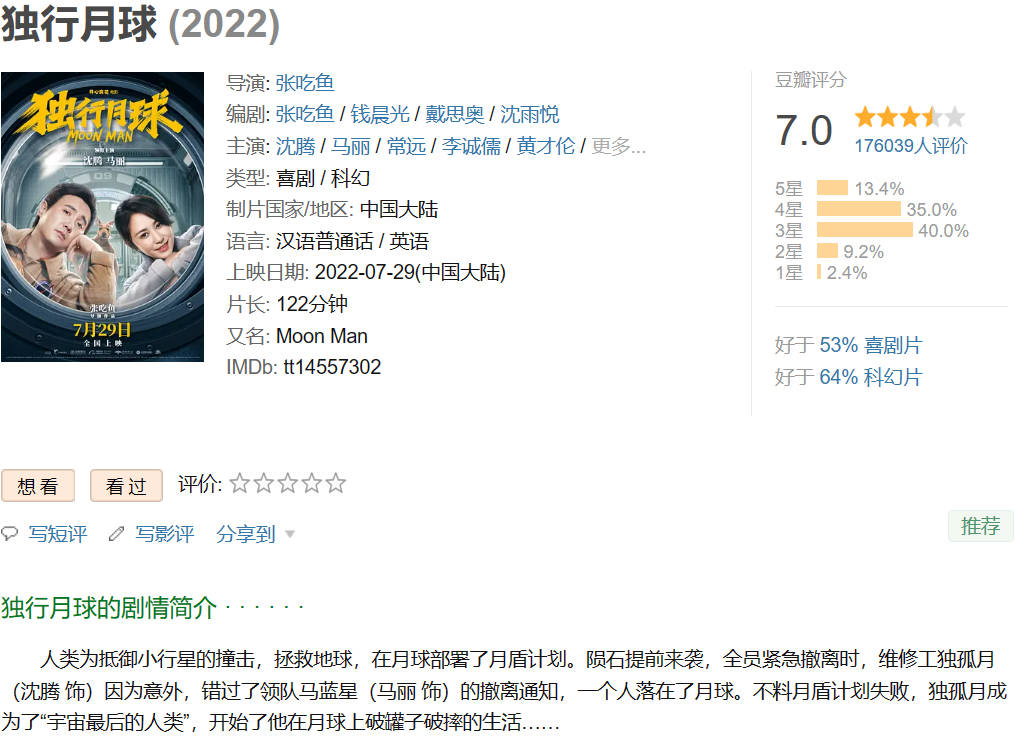 独行月球 (2022)
独行月球
MOON MAN
沈腾 马丽
张吃鱼
7月29日
全国上映
导演: 张吃鱼
编剧: 张吃鱼 / 钱晨光 / 戴思奥 / 沈雨悦
主演: 沈腾 / 马丽 / 常远 / 李诚儒 / 黄才伦 / 更多...
类型: 喜剧 / 科幻
制片国家/地区: 中国大陆
语言: 汉语普通话 / 英语
上映日期: 2022-07-29(中国大陆)
片长: 122分钟
又名: Moon Man
IMDb: tt14557302
豆瓣评分
7.0
176039人评价
5星 13.4%
4星 35.0%
3星 40.0%
2星 9.2%
1星 2.4%
好于 53% 喜剧片
好于 64% 科幻片
想看 看过 评价:
写短评 写影评 分享到
推荐
独行月球的剧情简介 · · · · · ·
人类为抵御小行星的撞击，拯救地球，在月球部署了月盾计划。陨石提前来袭，全员紧急撤离时，维修工独孤月
（沈腾 饰）因为意外，错过了领队马蓝星（马丽 饰）的撤离通知，一个人落在了月球。不料月盾计划失败，独孤月成
为了“宇宙最后的人类”，开始了他在月球上破罐子破摔的生活……